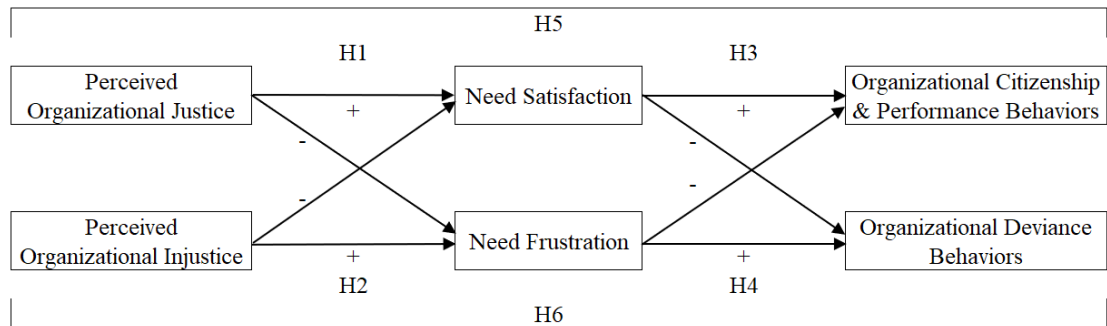 H5
H1
H3
Perceived
Organizational Justice
Need Satisfaction
Organizational Citizenship
& Performance Behaviors
+
+
-
-
-
-
Perceived
Organizational Injustice
Need Frustration
Organizational Deviance
Behaviors
+
+
H2
H4
H6